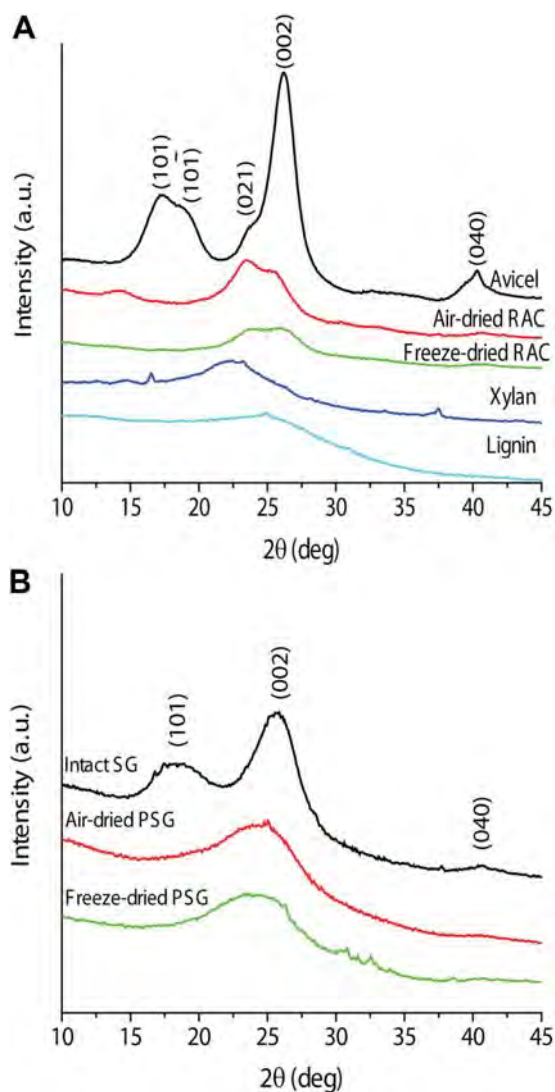 A
(002)
(101)
(10̄1)
(021)
(040)
Avicel
Air-dried RAC
Freeze-dried RAC
Xylan
Lignin
Intensity (a.u.)
10 15 20 25 30 35 40 45
2θ (deg)
B
(002)
(101)
(040)
Intact SG
Air-dried PSG
Freeze-dried PSG
Intensity (a.u.)
10 15 20 25 30 35 40 45
2θ (deg)